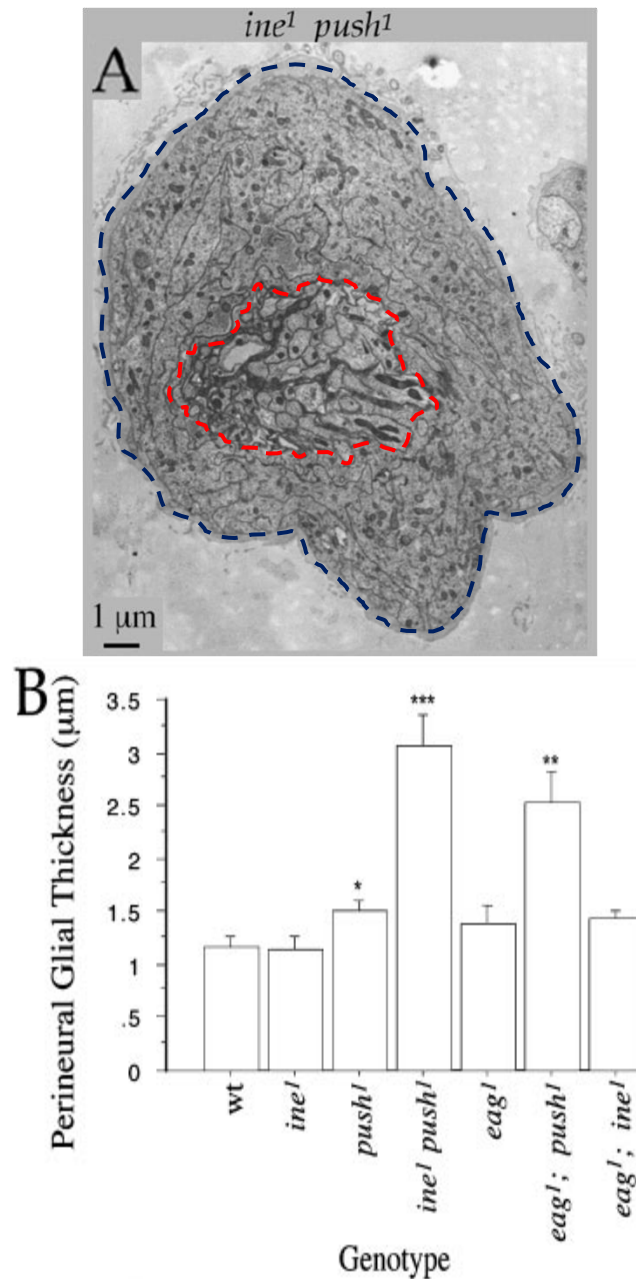 ine¹ push¹
A
1 μm
B
Perineural Glial Thickness (μm)
3.5
3
2.5
2
1.5
1
.5
0
*
***
**
wt
ine¹
push¹
ine¹ push¹
eag¹
eag¹; push¹
eag¹; ine¹
Genotype